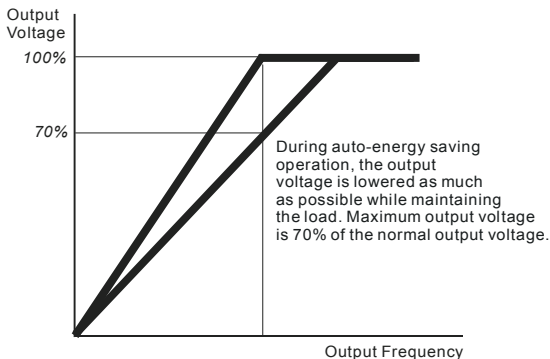 Output
Voltage
100%
70%
During auto-energy saving
operation, the output
voltage is lowered as much
as possible while maintaining
the load. Maximum output voltage
is 70% of the normal output voltage.
Output Frequency